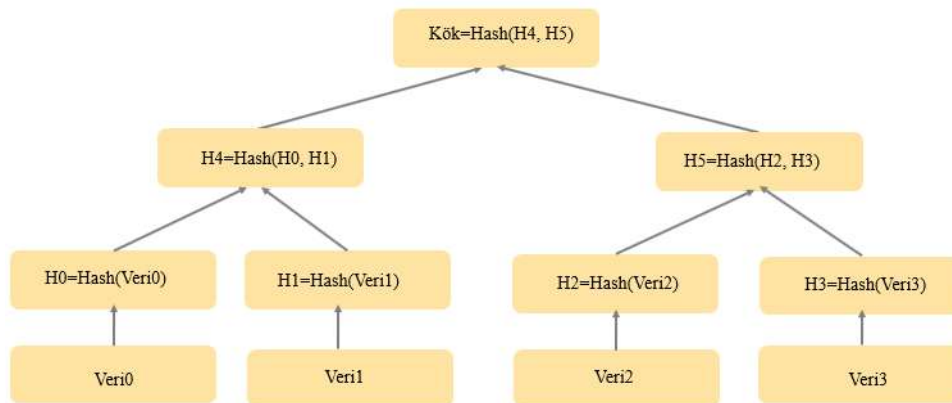 Kök=Hash(H4, H5)
H4=Hash(H0, H1)
H5=Hash(H2, H3)
H0=Hash(Veri0)
H1=Hash(Veri1)
H2=Hash(Veri2)
H3=Hash(Veri3)
Veri0
Veri1
Veri2
Veri3